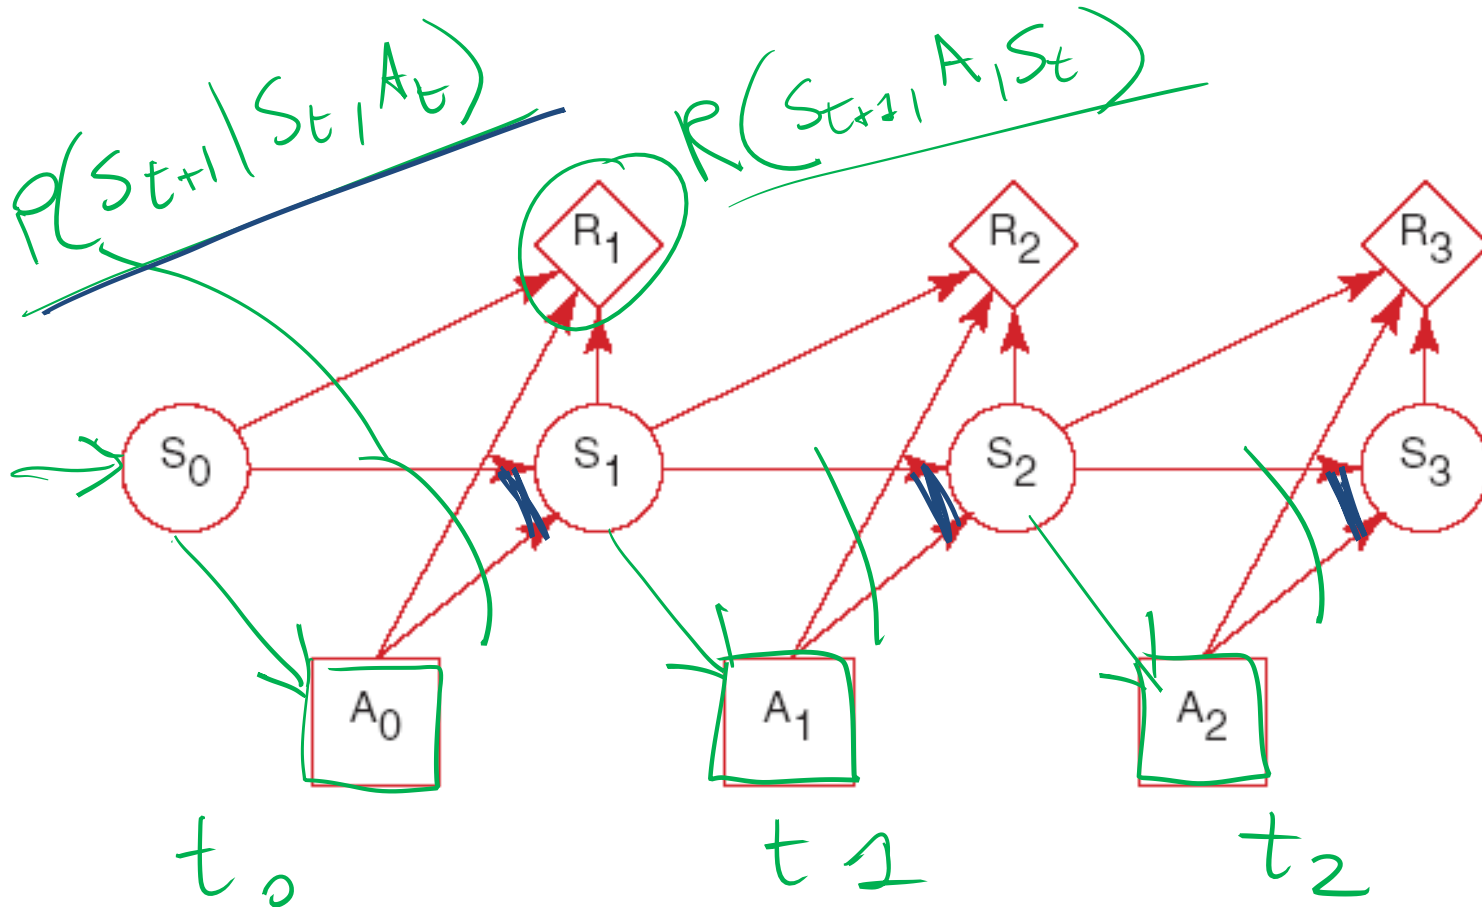 P(St+1|St,At)
R(St+1,A,St)
R1 R2 R3
S0 S1 S2 S3
A0 A1 A2
t0 t1 t2